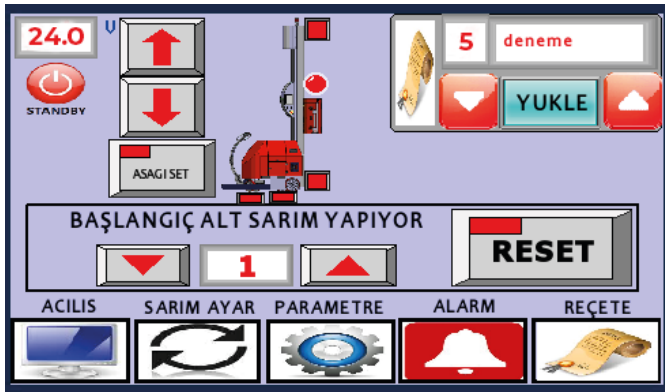 24.0 V
STANDBY
ASAGI SET
5 deneme
YUKLE
BAŞLANGIÇ ALT SARIM YAPIYOR
1
RESET
ACILIS SARIM AYAR PARAMETRE ALARM REÇETE